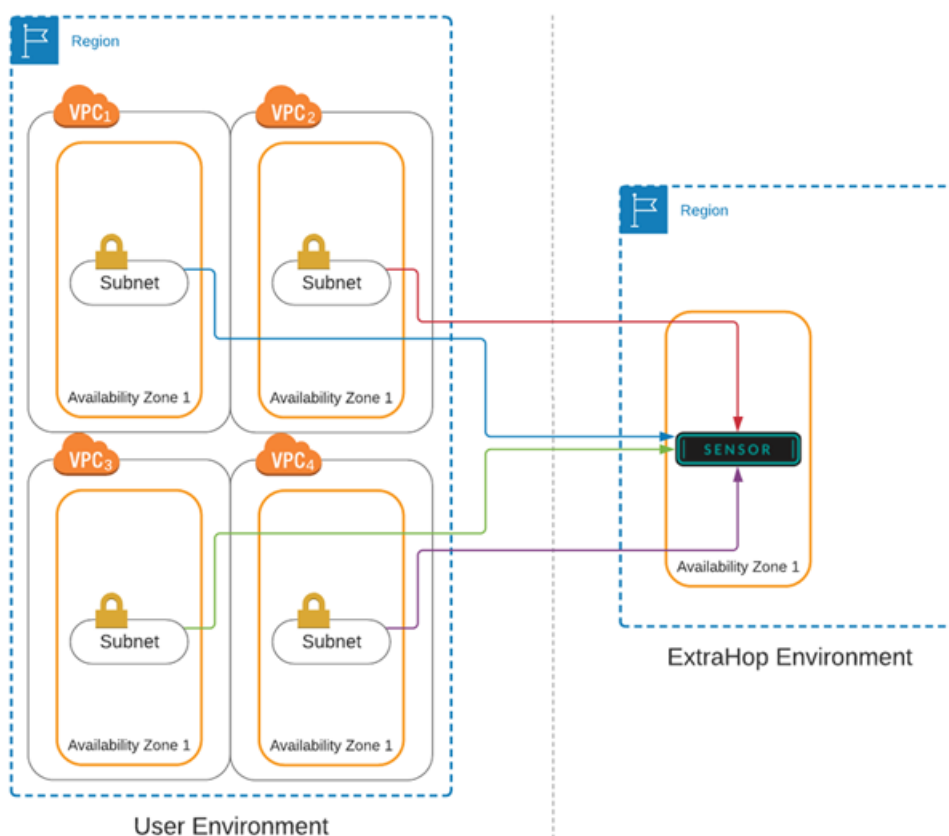 Region
VPC1
VPC2
Subnet
Subnet
Availability Zone 1
Availability Zone 1
VPC3
VPC4
Subnet
Subnet
Availability Zone 1
Availability Zone 1
User Environment
Region
SENSOR
Availability Zone 1
ExtraHop Environment